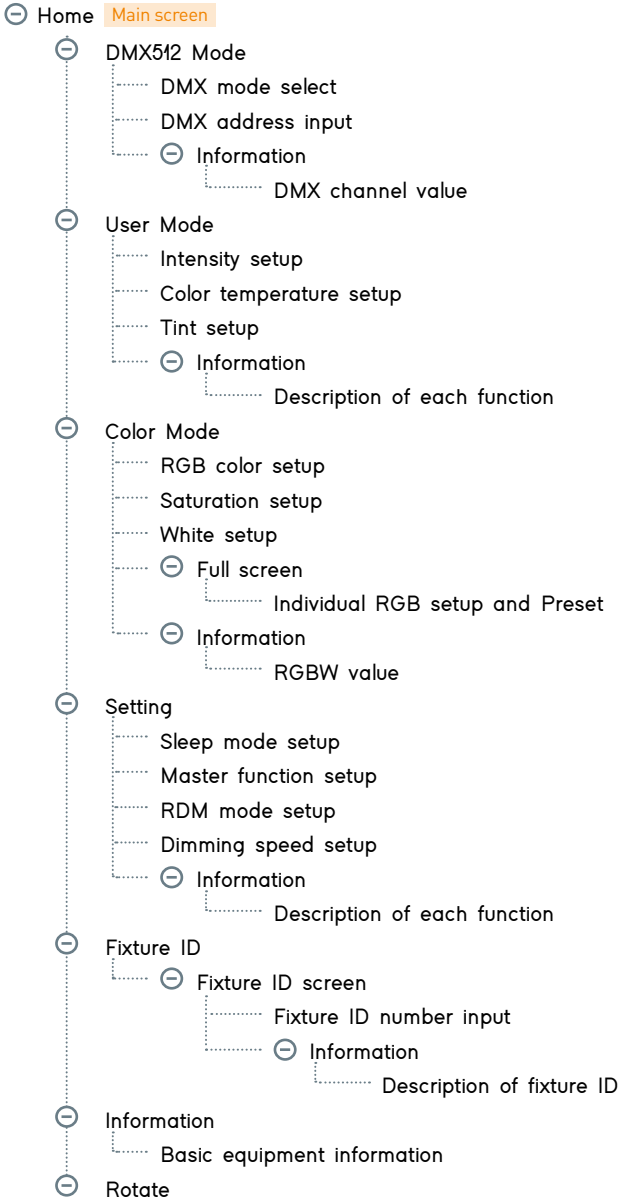 Home Main screen
DMX512 Mode
DMX mode select
DMX address input
Information
DMX channel value
User Mode
Intensity setup
Color temperature setup
Tint setup
Information
Description of each function
Color Mode
RGB color setup
Saturation setup
White setup
Full screen
Individual RGB setup and Preset
Information
RGBW value
Setting
Sleep mode setup
Master function setup
RDM mode setup
Dimming speed setup
Information
Description of each function
Fixture ID
Fixture ID screen
Fixture ID number input
Information
Description of fixture ID
Information
Basic equipment information
Rotate